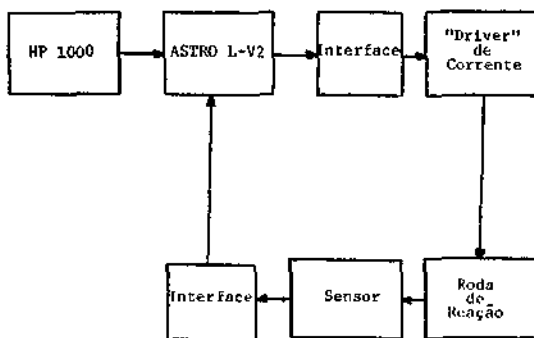 HP 1000
ASTRO L-V2
Interface
"Driver"
de
Corrente
Interface
Sensor
Roda
de
Reação